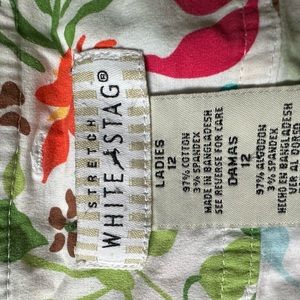 STRETCH
WHITE STAG®
LADIES
12
97% COTTON
3% SPANDEX
MADE IN BANGLADESH
SEE REVERSE FOR CARE
DAMAS
12
97% ALGODON
3% SPANDEX
HECHO EN BANGLADESH
VER AL DORSO